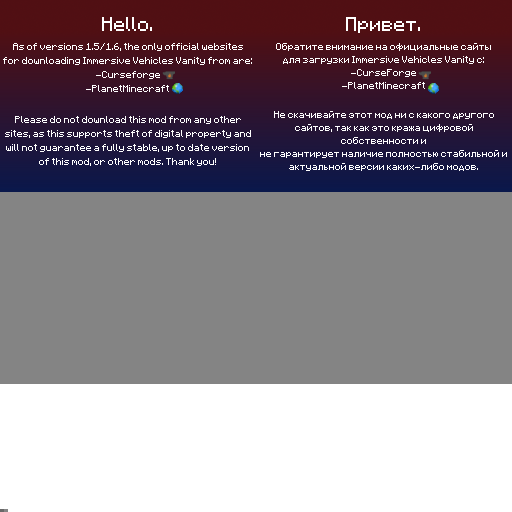 Hello.
As of versions 1.5/1.6, the only official websites
for downloading Immersive Vehicles Vanity from are:
-Curseforge
-PlanetMinecraft
Please do not download this mod from any other
sites, as this supports theft of digital property and
will not guarantee a fully stable, up to date version
of this mod, or other mods. Thank you!
Привет.
Обратите внимание на официальные сайты
для загрузки Immersive Vehicles Vanity с:
-CurseForge
-PlanetMinecraft
Не скачивайте этот мод ни с какого другого
сайтов, так как это кража цифровой
собственности и
не гарантирует наличие полностью стабильной и
актуальной версии каких-либо модов.